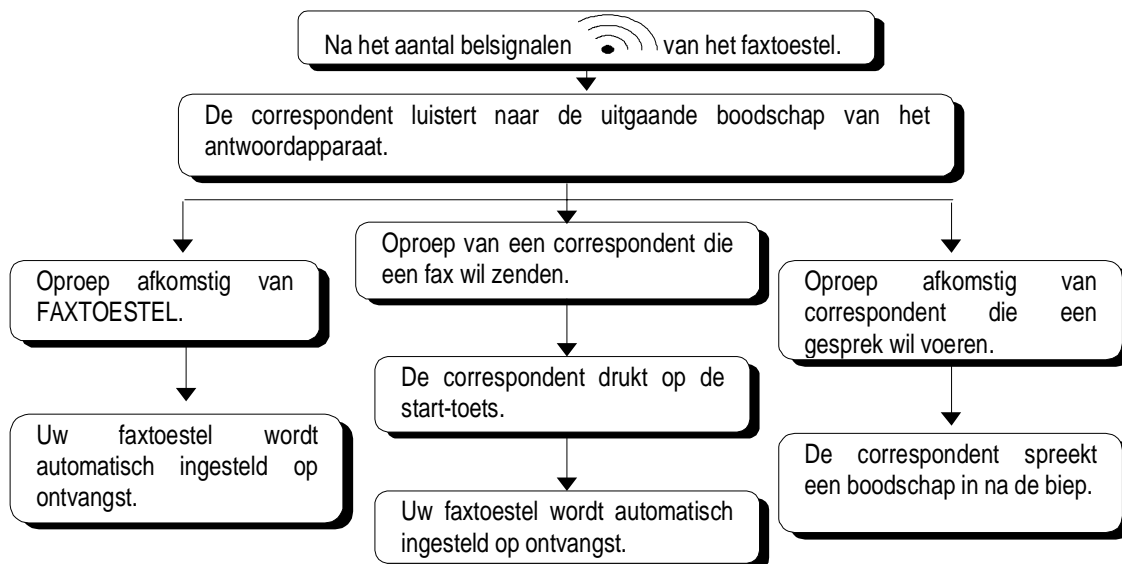 Na het aantal belsignalen van het faxtoestel.
De correspondent luistert naar de uitgaande boodschap van het
antwoordapparaat.
Oproep afkomstig van
FAXTOESTEL.
Uw faxtoestel wordt
automatisch ingesteld op
ontvangst.
Oproep van een correspondent die
een fax wil zenden.
De correspondent drukt op de
start-toets.
Uw faxtoestel wordt automatisch
ingesteld op ontvangst.
Oproep afkomstig van
correspondent die een
gesprek wil voeren.
De correspondent spreekt
een boodschap in na de biep.